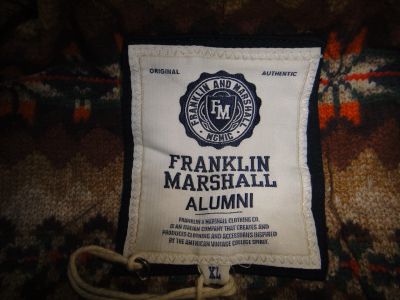 ORIGINAL
AUTHENTIC
FRANKLIN AND MARSHALL
FM
MCMIC
FRANKLIN
MARSHALL
ALUMNI
FRANKLIN & MARSHALL CLOTHING CO.
IS AN ITALIAN COMPANY THAT CREATES AND
PRODUCES CLOTHING AND ACCESSORIES INSPIRED
BY THE AMERICAN VINTAGE COLLEGE SPIRIT.
XL